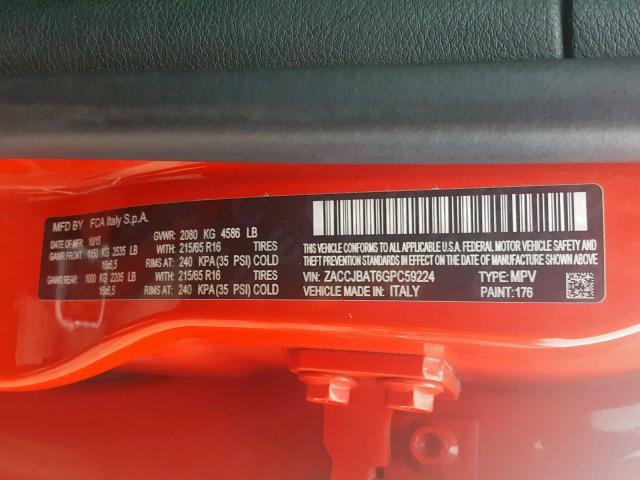 MFD BY FCA Italy S.p.A.
DATE OF MFR: 10/15 GVWR: 2080 KG 4586 LB
GAWR FRONT: 1150 KG 2535 LB WITH: 215/65 R16 TIRES
16x6,5 RIMS AT: 240 KPA(35 PSI) COLD
GAWR REAR: 1000 KG 2205 LB WITH: 215/65 R16 TIRES
16x6,5 RIMS AT: 240 KPA(35 PSI) COLD
THIS VEHICLE CONFORMS TO ALL APPLICABLE U.S.A. FEDERAL MOTOR VEHICLE SAFETY,
BUMPER, AND THEFT PREVENTION STANDARDS IN EFFECT ON THE DATE OF MANUFACTURE SHOWN ABOVE.
VIN: ZACCJBAT6GPC59224 TYPE: MPV
VEHICLE MADE IN: ITALY PAINT: 176